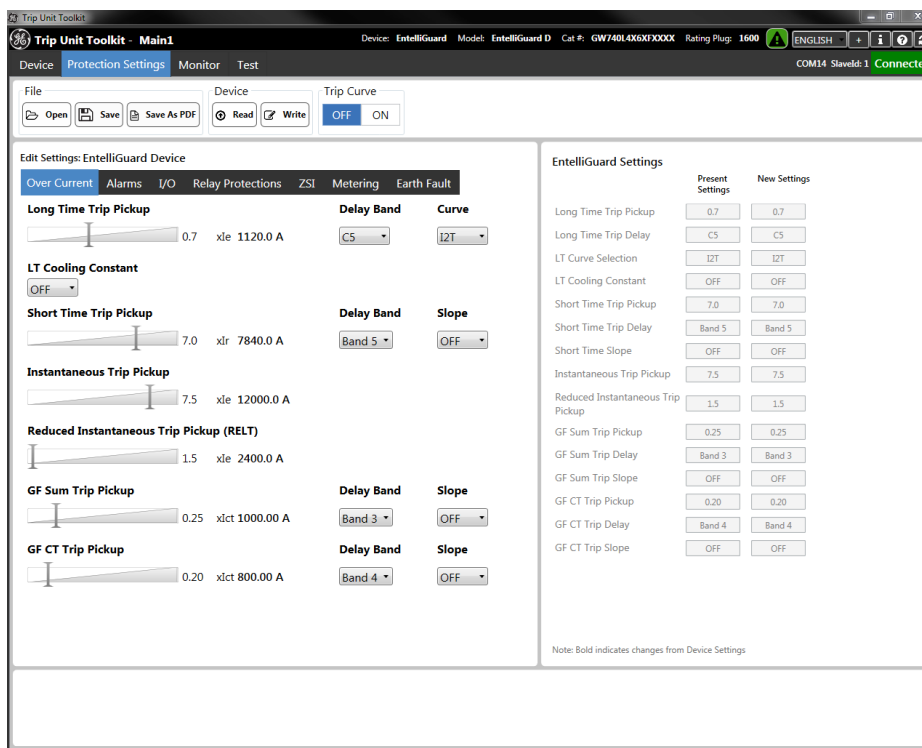 Trip Unit Toolkit
Trip Unit Toolkit - Main1 Device: EntelliGuard Model: EntelliGuard D Cat #: GW740L4X6XFXXXX Rating Plug: 1600 ENGLISH + i ?
Device Protection Settings Monitor Test COM14 SlaveId: 1 Connecte
File Device Trip Curve
Open Save Save As PDF Read Write OFF ON
Edit Settings: EntelliGuard Device
Over Current Alarms I/O Relay Protections ZSI Metering Earth Fault
Long Time Trip Pickup Delay Band Curve
0.7 xIe 1120.0 A C5 I2T
LT Cooling Constant
OFF
Short Time Trip Pickup Delay Band Slope
7.0 xIr 7840.0 A Band 5 OFF
Instantaneous Trip Pickup
7.5 xIe 12000.0 A
Reduced Instantaneous Trip Pickup (RELT)
1.5 xIe 2400.0 A
GF Sum Trip Pickup Delay Band Slope
0.25 xIct 1000.00 A Band 3 OFF
GF CT Trip Pickup Delay Band Slope
0.20 xIct 800.00 A Band 4 OFF
EntelliGuard Settings
Present Settings New Settings
Long Time Trip Pickup 0.7 0.7
Long Time Trip Delay C5 C5
LT Curve Selection I2T I2T
LT Cooling Constant OFF OFF
Short Time Trip Pickup 7.0 7.0
Short Time Trip Delay Band 5 Band 5
Short Time Slope OFF OFF
Instantaneous Trip Pickup 7.5 7.5
Reduced Instantaneous Trip Pickup 1.5 1.5
GF Sum Trip Pickup 0.25 0.25
GF Sum Trip Delay Band 3 Band 3
GF Sum Trip Slope OFF OFF
GF CT Trip Pickup 0.20 0.20
GF CT Trip Delay Band 4 Band 4
GF CT Trip Slope OFF OFF
Note: Bold indicates changes from Device Settings